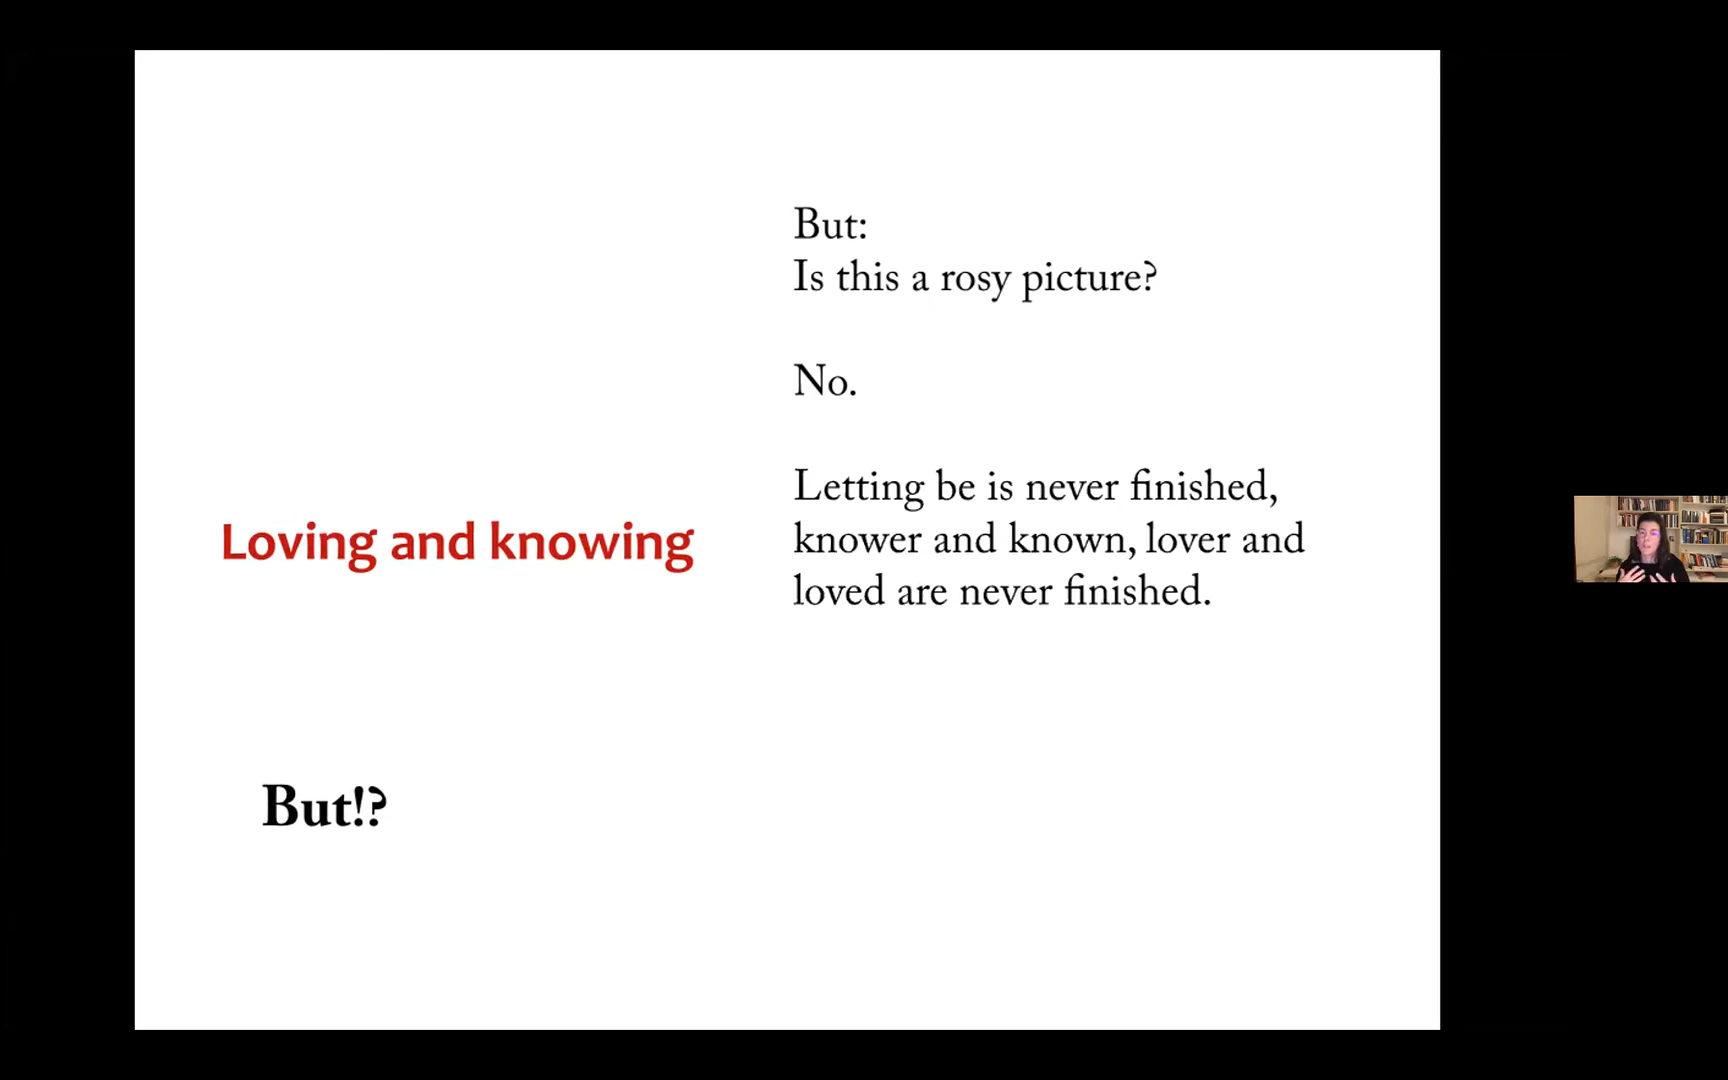 Loving and knowing
But!?
But:
Is this a rosy picture?
No.
Letting be is never finished,
knower and known, lover and
loved are never finished.